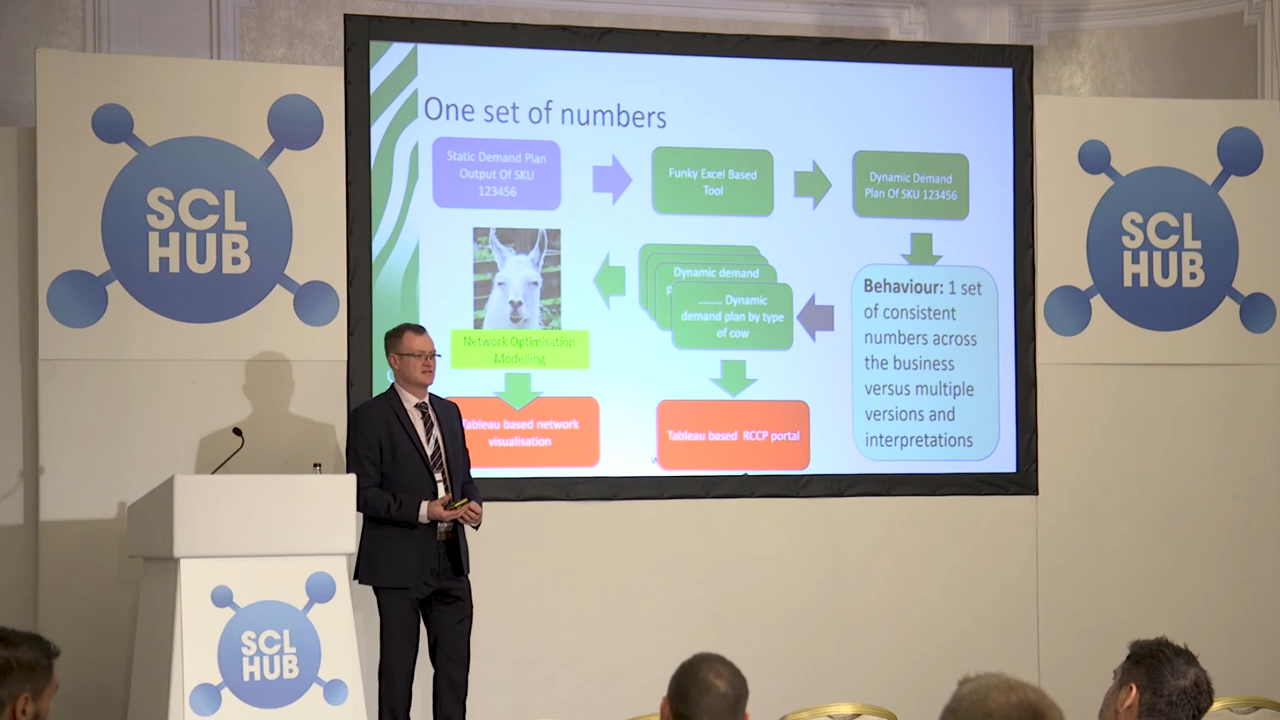 SCL
HUB
One set of numbers
Static Demand Plan
Output Of SKU
123456
Funky Excel Based
Tool
Dynamic Demand
Plan Of SKU 123456
Dynamic demand
........ Dynamic
demand plan by type
of cow
Network Optimisation
Modelling
Behaviour: 1 set
of consistent
numbers across
the business
versus multiple
versions and
interpretations
Tableau based network
visualisation
Tableau based RCCP portal
SCL
HUB
SCL
HUB